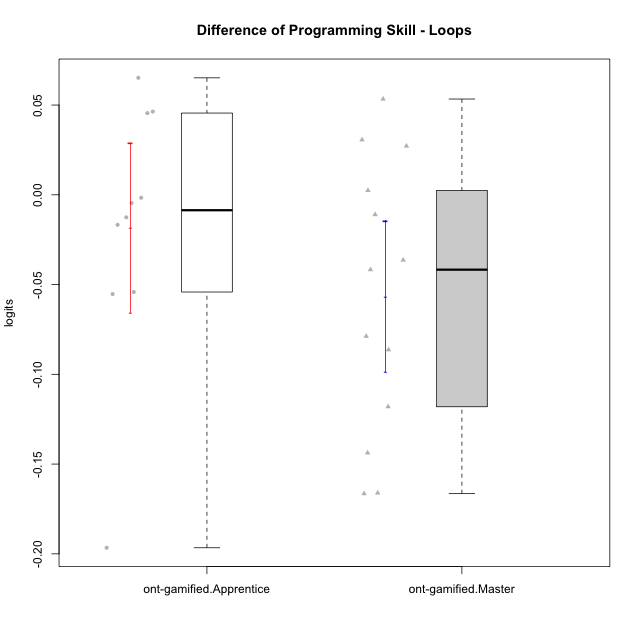 Difference of Programming Skill - Loops
logits
0.05
0.00
-0.05
-0.10
-0.15
-0.20
ont-gamified.Apprentice
ont-gamified.Master